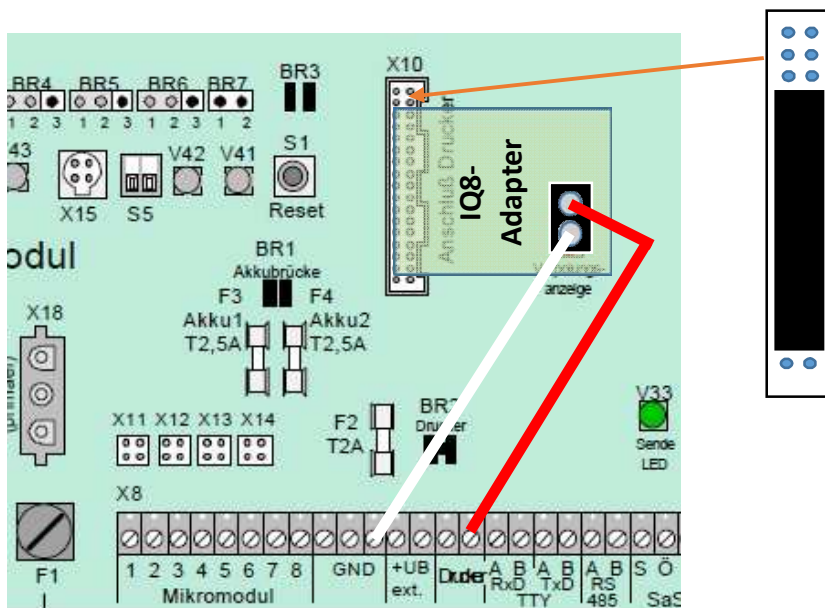 BR4 BR5 BR6 BR7
1 2 3 1 2 3 1 2 3 1 2
BR3
X10
43
V42
V41
S1
X15
S5
Reset
Anschluß Drucker
IQ8-
Adapter
anzeige
odul
BR1
Akkubrücke
F3
F4
Akku1
T2,5A
Akku2
T2,5A
X18
X11 X12 X13 X14
F2
T2A
V33
Sende
LED
X8
1 2 3 4 5 6 7 8
GND
+UB
ext.
Drucker
A B A B A B S Ö
RxD TxD RS
TTY 485 SaS
Mikromodul
F1